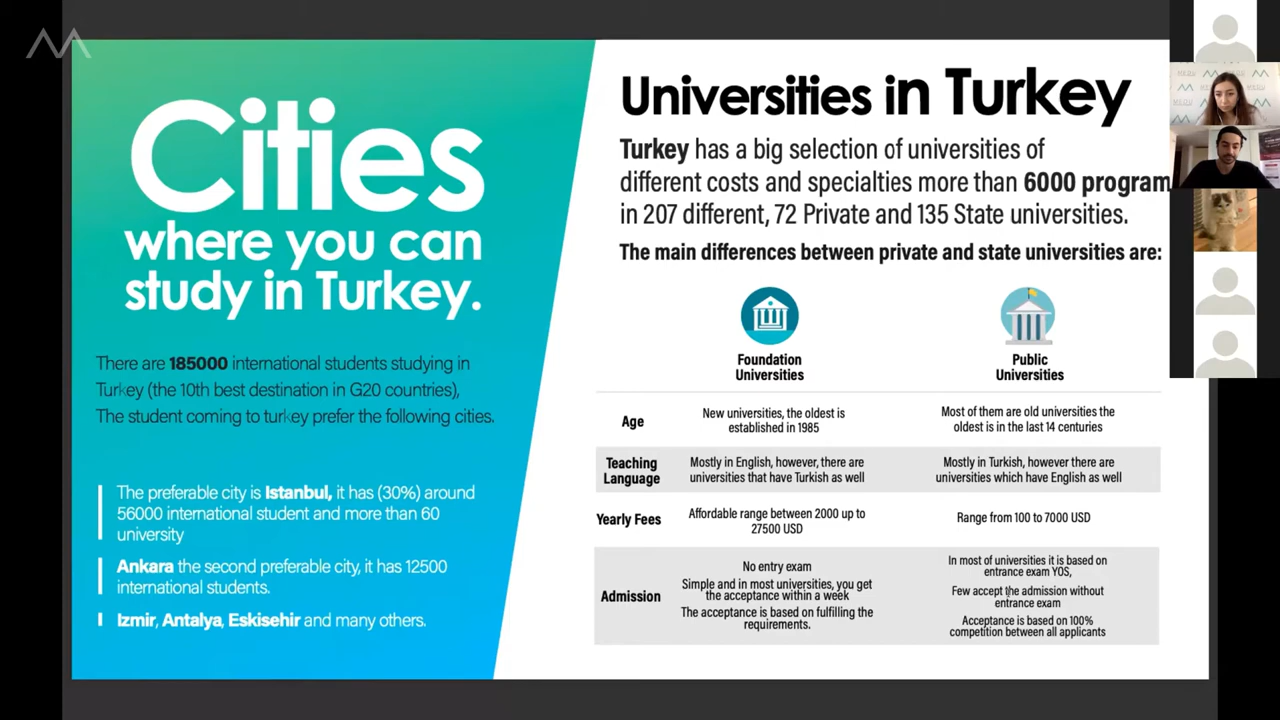 Cities
where you can
study in Turkey.
There are 185000 international students studying in
Turkey (the 10th best destination in G20 countries),
The student coming to turkey prefer the following cities.
The preferable city is Istanbul, it has (30%) around
56000 international student and more than 60
university
Ankara the second preferable city, it has 12500
international students.
Izmir, Antalya, Eskisehir and many others.
Universities in Turkey
Turkey has a big selection of universities of
different costs and specialties more than 6000 program
in 207 different, 72 Private and 135 State universities.
The main differences between private and state universities are:
Foundation
Universities
Public
Universities
Age
New universities, the oldest is
established in 1985
Most of them are old universities the
oldest is in the last 14 centuries
Teaching
Language
Mostly in English, however, there are
universities that have Turkish as well
Mostly in Turkish, however there are
universities which have English as well
Yearly Fees
Affordable range between 2000 up to
27500 USD
Range from 100 to 7000 USD
Admission
No entry exam
Simple and in most universities, you get
the acceptance within a week
The acceptance is based on fulfilling the
requirements.
In most of universities it is based on
entrance exam YOS,
Few accept the admission without
entrance exam
Acceptance is based on 100%
competition between all applicants